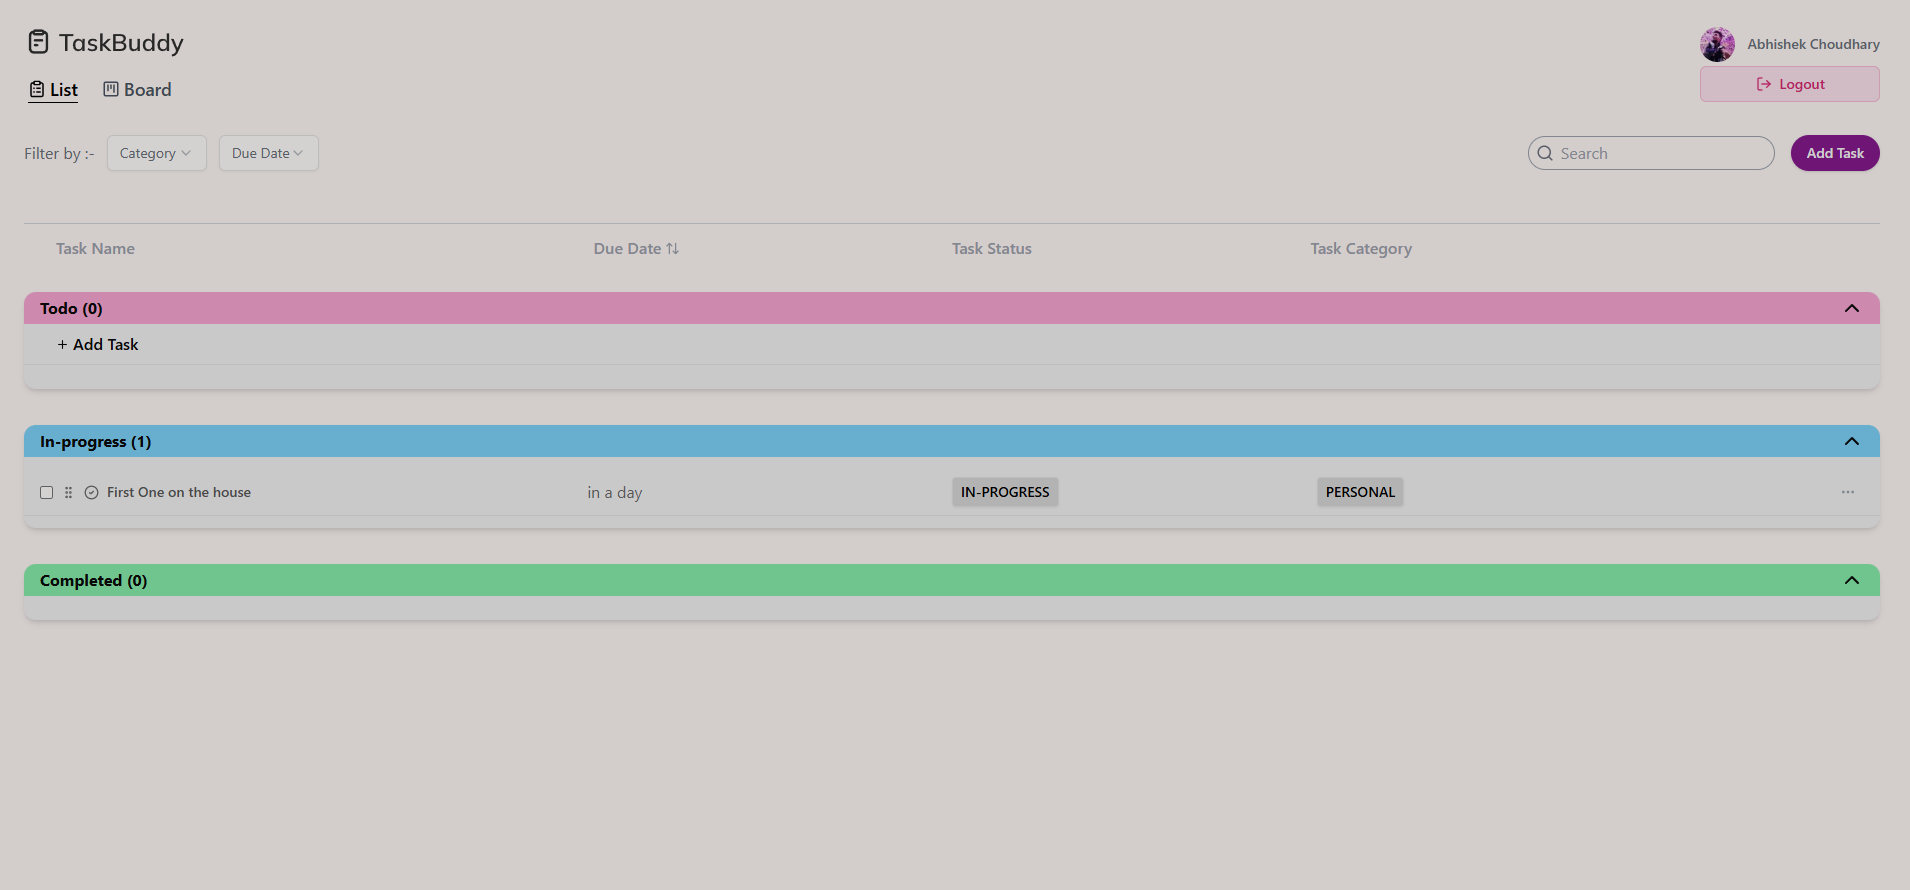 TaskBuddy
Abhishek Choudhary
List Board
Logout
Filter by :- Category Due Date
Search
Add Task
Task Name Due Date Task Status Task Category
Todo (0)
+ Add Task
In-progress (1)
First One on the house in a day IN-PROGRESS PERSONAL ...
Completed (0)